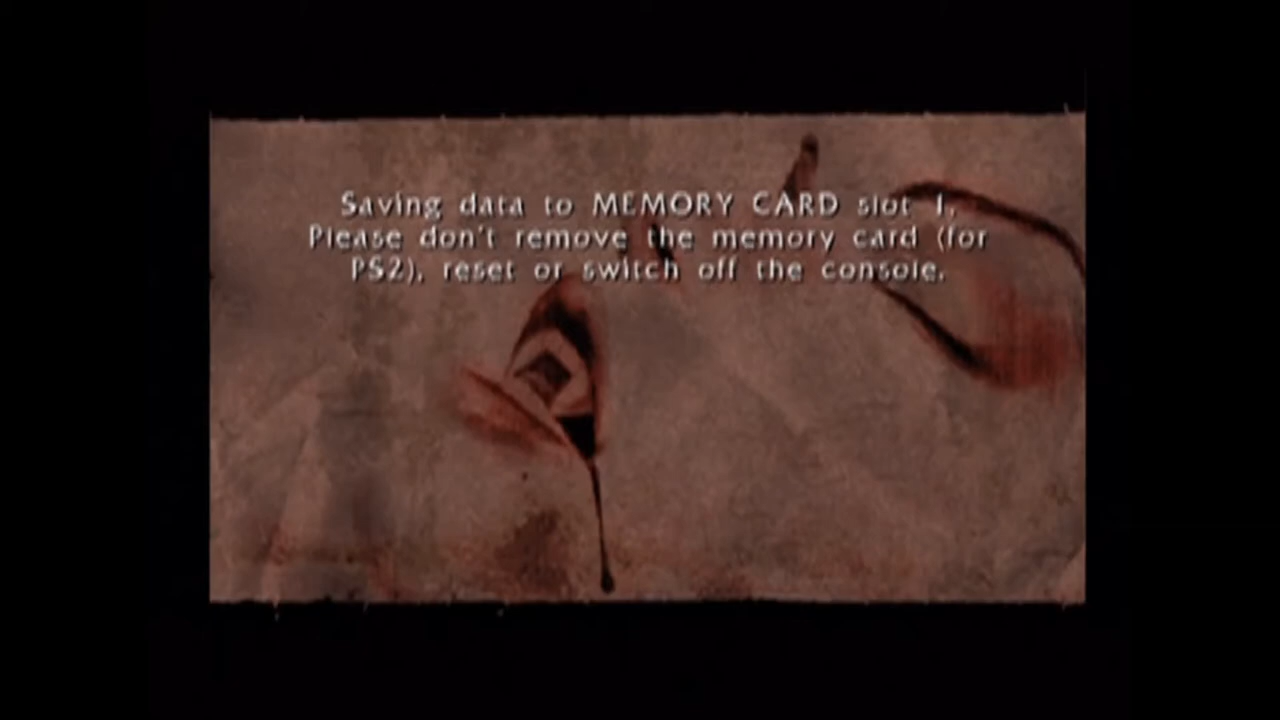 Saving data to MEMORY CARD slot 1.
Please don't remove the memory card (for
PS2), reset or switch off the console.